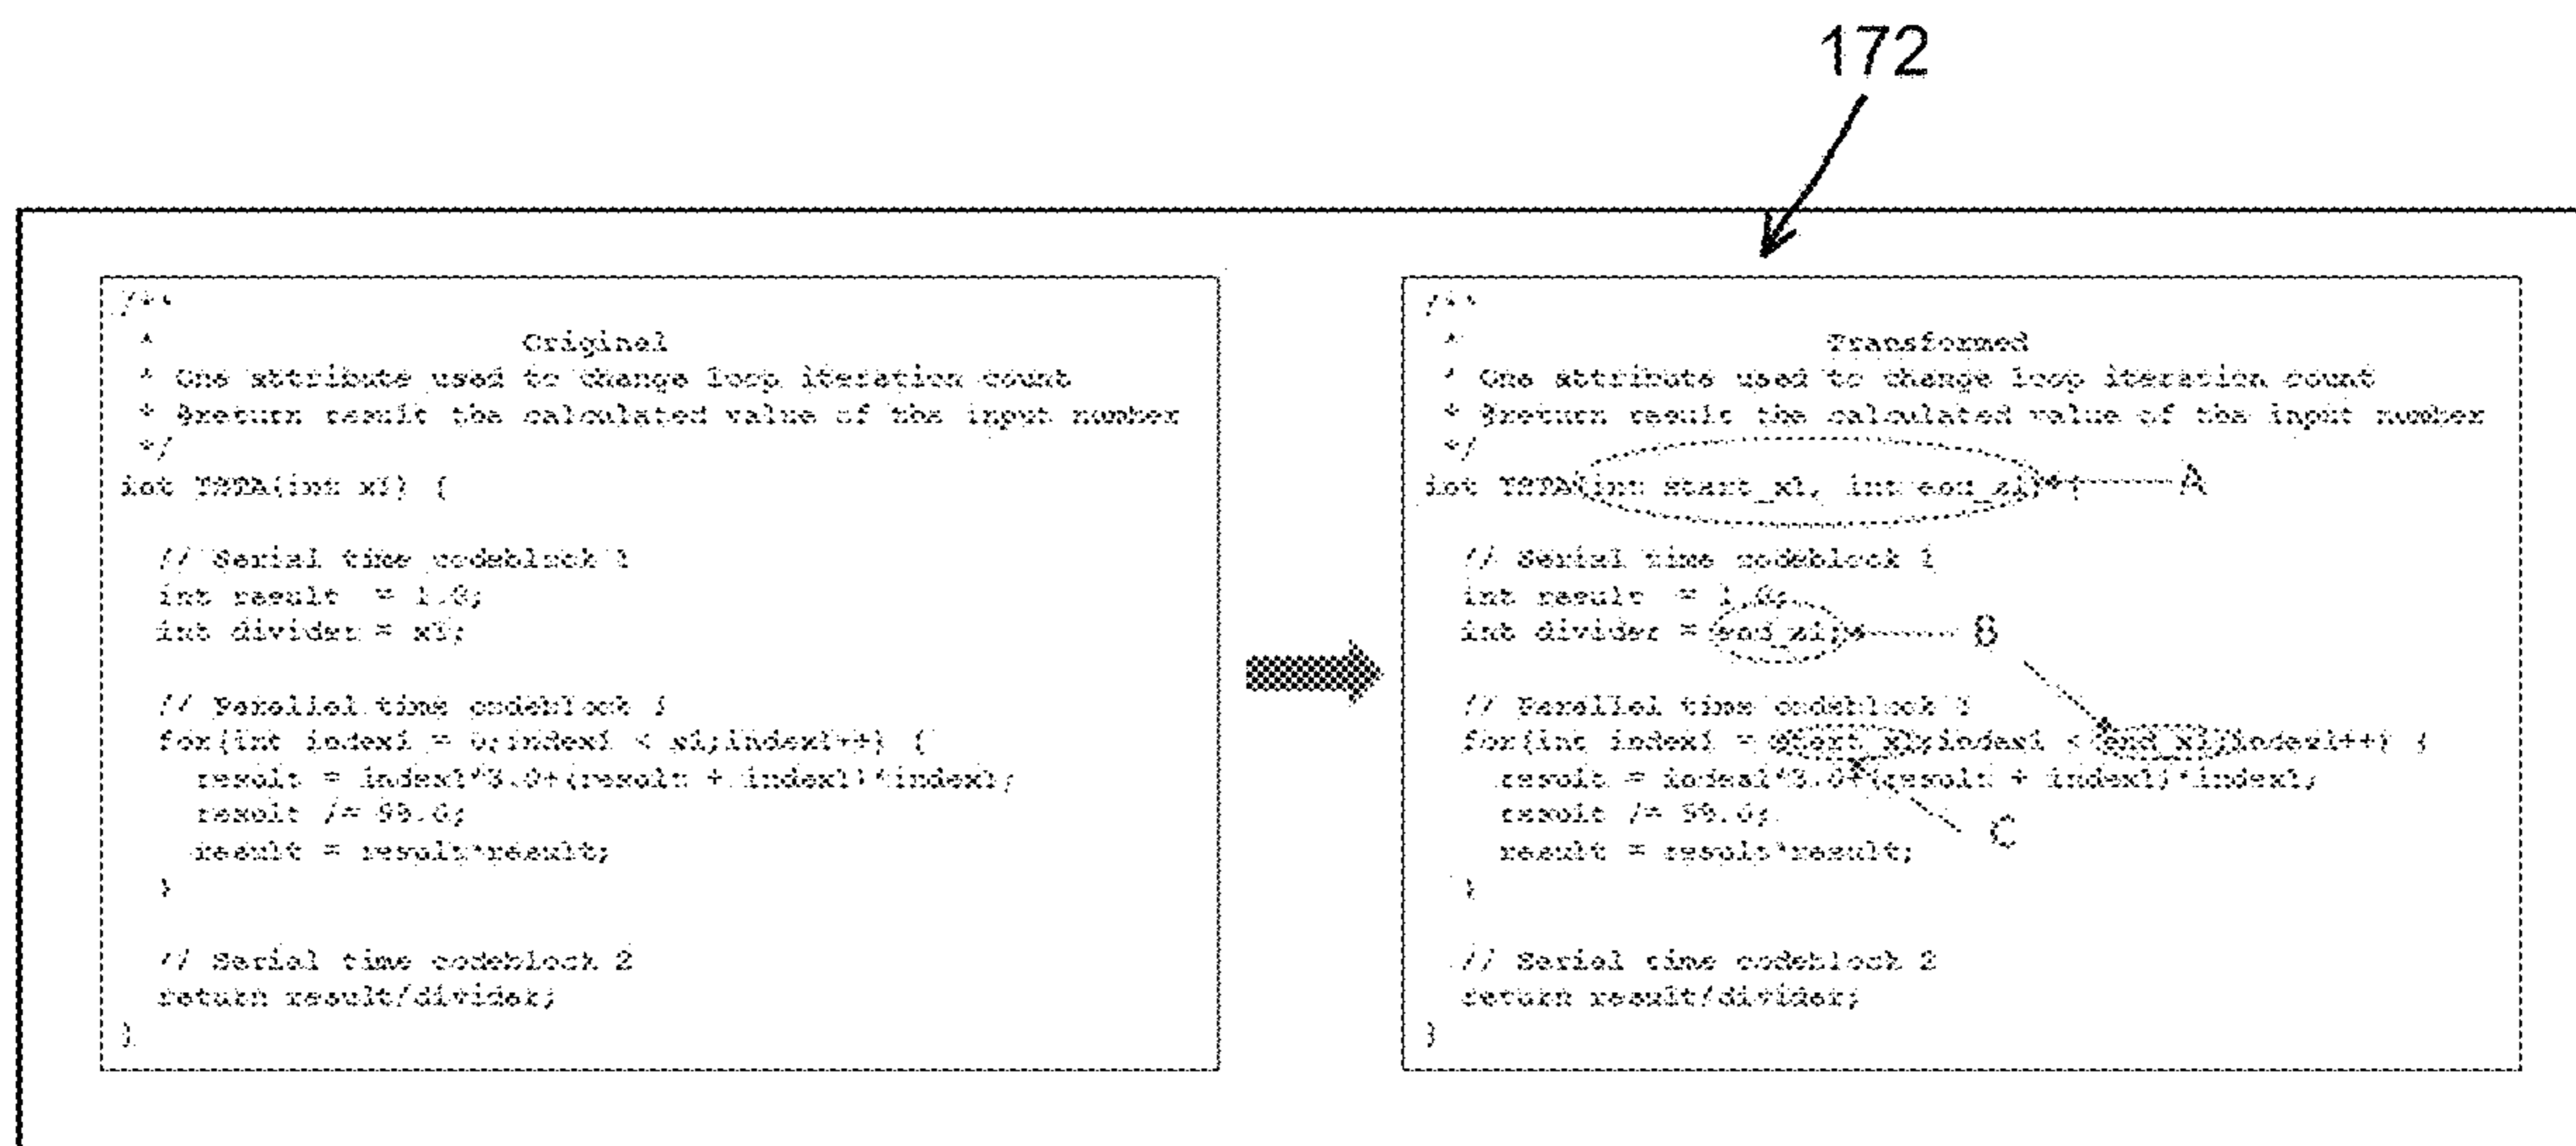 172
/**
*
Original
* One attribute used to change loop iteration count
* @return result the calculated value of the input number
*/
int TSTA(int x1) {
// Serial time codeblock 1
int result = 1.0;
int divider = x1;
// Parallel time codeblock 1
for(int index1 = 0;index1 < x1;index1++) {
result = index1*3.0+(result + index1)*index1;
result /= 99.0;
result = result*result;
}
// Serial time codeblock 2
return result/divider;
}
/**
*
Transformed
* One attribute used to change loop iteration count
* @return result the calculated value of the input number
*/
int TSTA(int start_x1, int end_x1) {
A
// Serial time codeblock 1
int result = 1.0;
int divider = end_x1;
B
// Parallel time codeblock 1
for(int index1 = start_x1;index1 < end_x1;index1++) {
result = index1*3.0+(result + index1)*index1;
result /= 99.0;
C
result = result*result;
}
// Serial time codeblock 2
return result/divider;
}